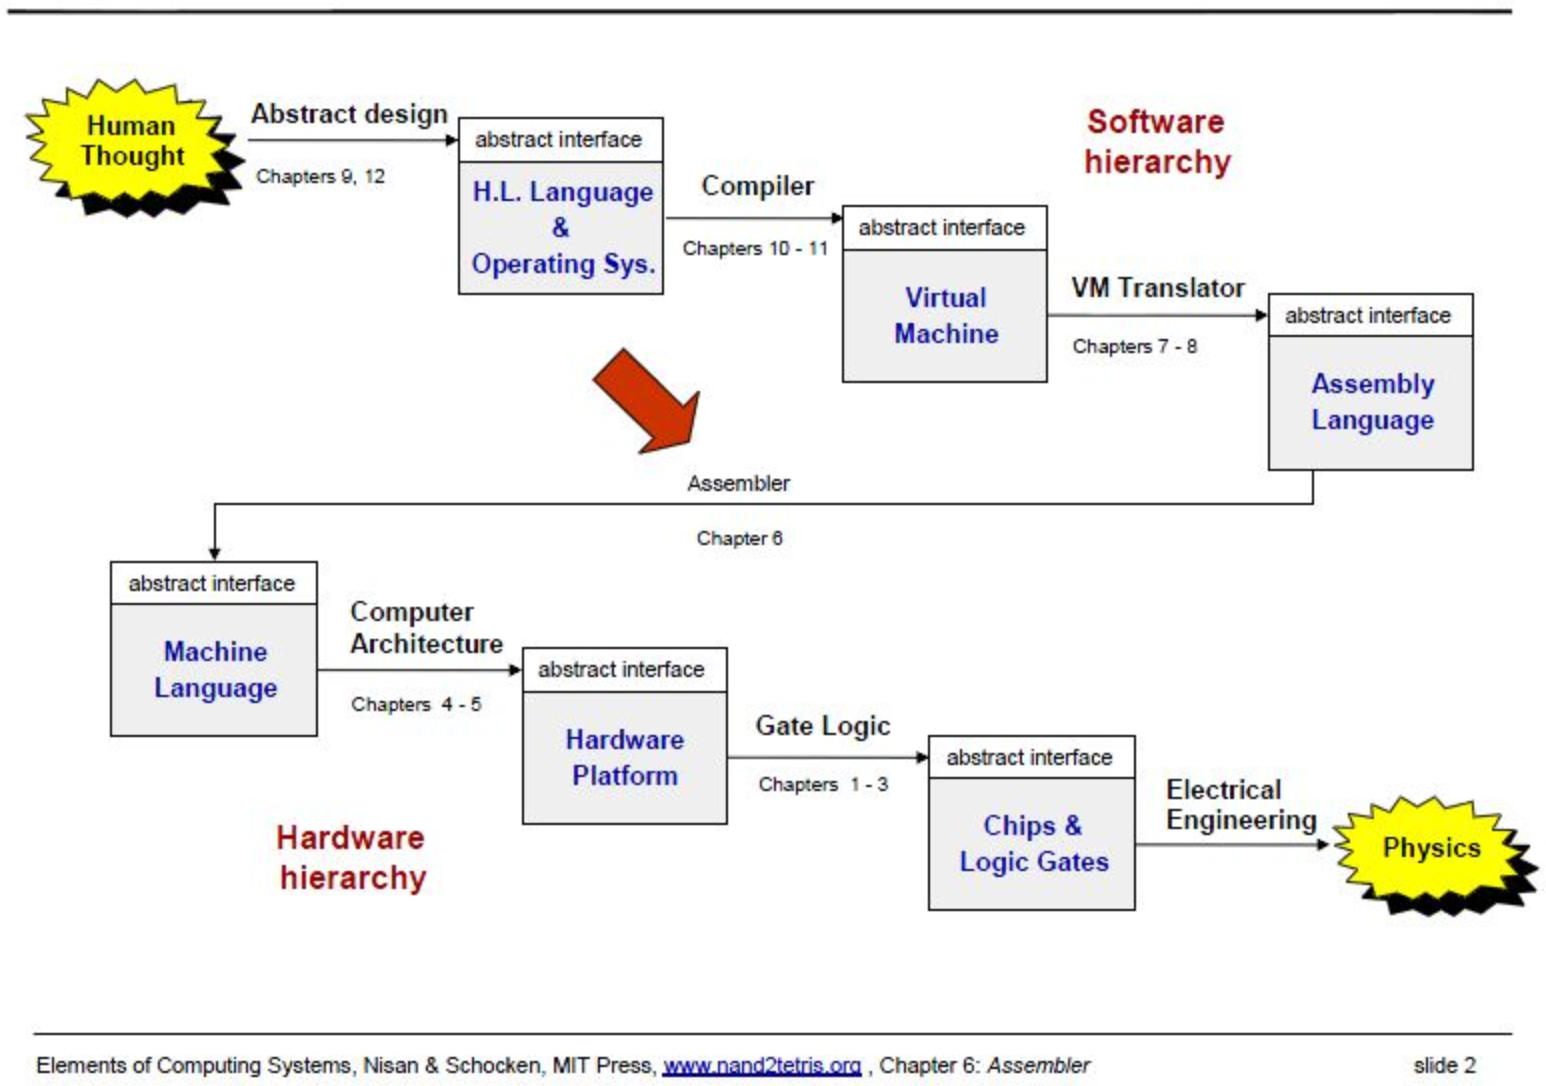 Human
Thought
Abstract design
Chapters 9, 12
abstract interface
H.L. Language
&
Operating Sys.
Compiler
Chapters 10 - 11
abstract interface
Virtual
Machine
Software
hierarchy
VM Translator
Chapters 7 - 8
abstract interface
Assembly
Language
Assembler
Chapter 6
abstract interface
Machine
Language
Computer
Architecture
Chapters 4 - 5
abstract interface
Hardware
Platform
Gate Logic
Chapters 1 - 3
abstract interface
Chips &
Logic Gates
Electrical
Engineering
Physics
Hardware
hierarchy
Elements of Computing Systems, Nisan & Schocken, MIT Press, www.nand2tetris.org , Chapter 6: Assembler slide 2